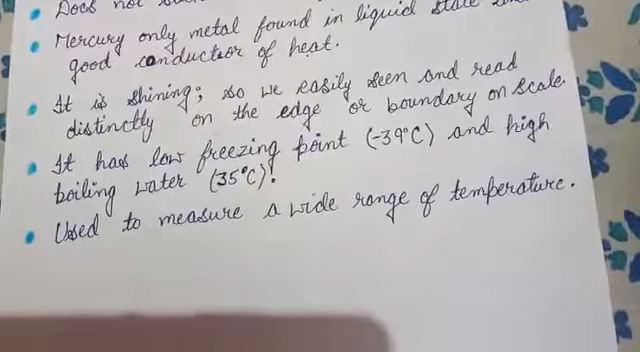 Does not
Mercury only metal found in liquid state
good conductor of heat.
It is shining; so we easily seen and read
distinctly on the edge or boundary on scale.
It has low freezing point (-39°C) and high
boiling water (35°C)!
Used to measure a wide range of temperature.